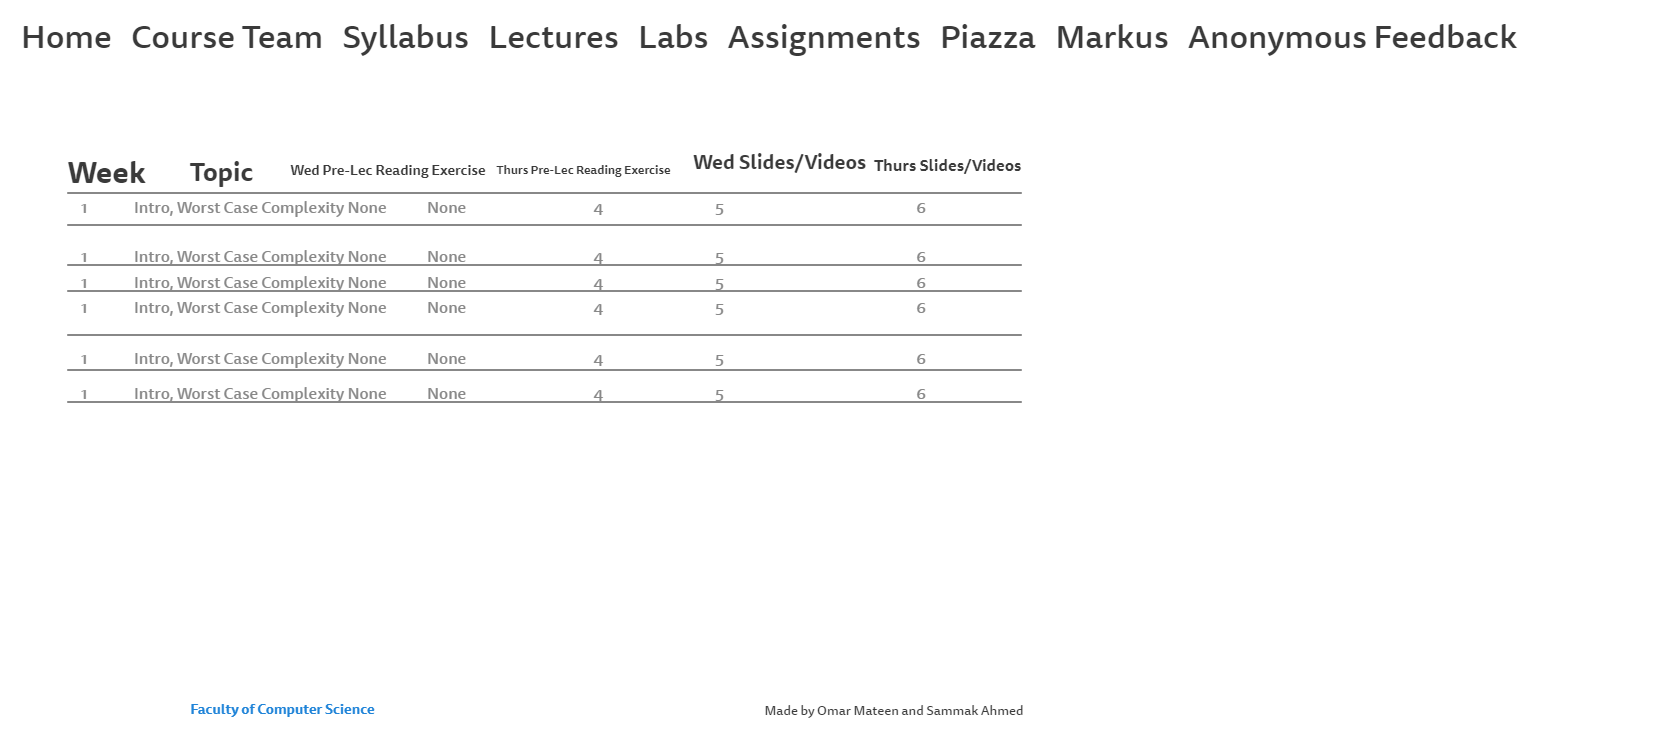 Home Course Team Syllabus Lectures Labs Assignments Piazza Markus Anonymous Feedback
Week Topic Wed Pre-Lec Reading Exercise Thurs Pre-Lec Reading Exercise Wed Slides/Videos Thurs Slides/Videos
1 Intro, Worst Case Complexity None None 4 5 6
1 Intro, Worst Case Complexity None None 4 5 6
1 Intro, Worst Case Complexity None None 4 5 6
1 Intro, Worst Case Complexity None None 4 5 6
1 Intro, Worst Case Complexity None None 4 5 6
1 Intro, Worst Case Complexity None None 4 5 6
Faculty of Computer Science Made by Omar Mateen and Sammak Ahmed